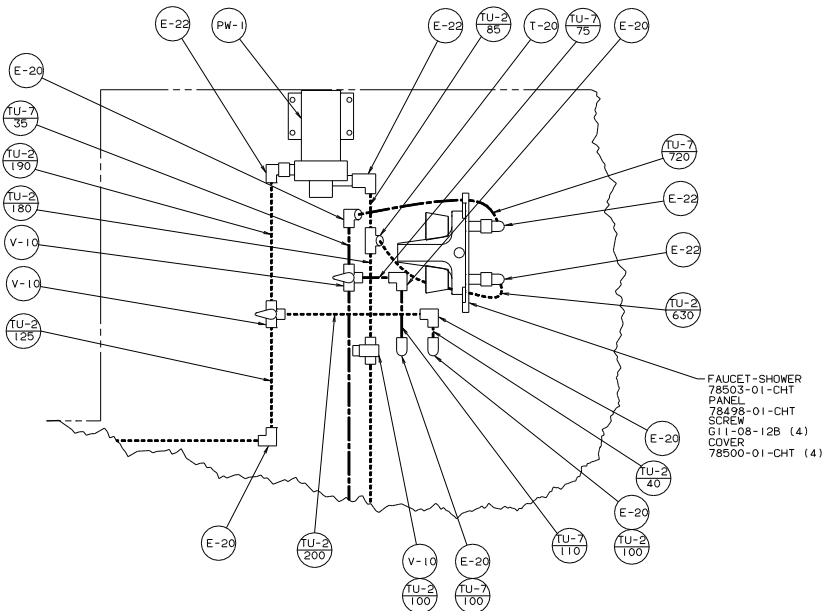 E-22
PW-1
E-22
TU-2
85
T-20
TU-7
75
E-20
E-20
TU-7
35
TU-2
190
TU-2
180
V-10
V-10
TU-2
125
TU-7
720
E-22
E-22
TU-2
630
FAUCET-SHOWER
78503-01-CHT
PANEL
78498-01-CHT
SCREW
G11-08-12B (4)
COVER
78500-01-CHT (4)
E-20
TU-2
40
E-20
TU-2
100
E-20
TU-2
200
V-10
TU-2
100
E-20
TU-7
100
TU-7
110